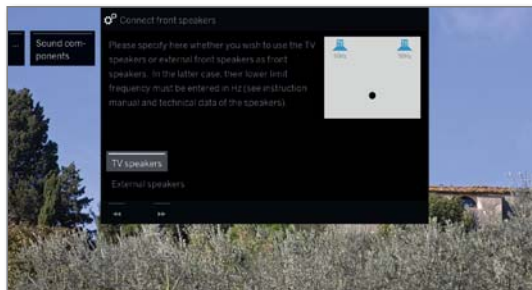 Connect front speakers
...
Sound com-
ponents
Please specify here whether you wish to use the TV
speakers or external front speakers as front
speakers. In the latter case, their lower limit
frequency must be entered in Hz (see instruction
manual and technical data of the speakers).
TV speakers
External speakers